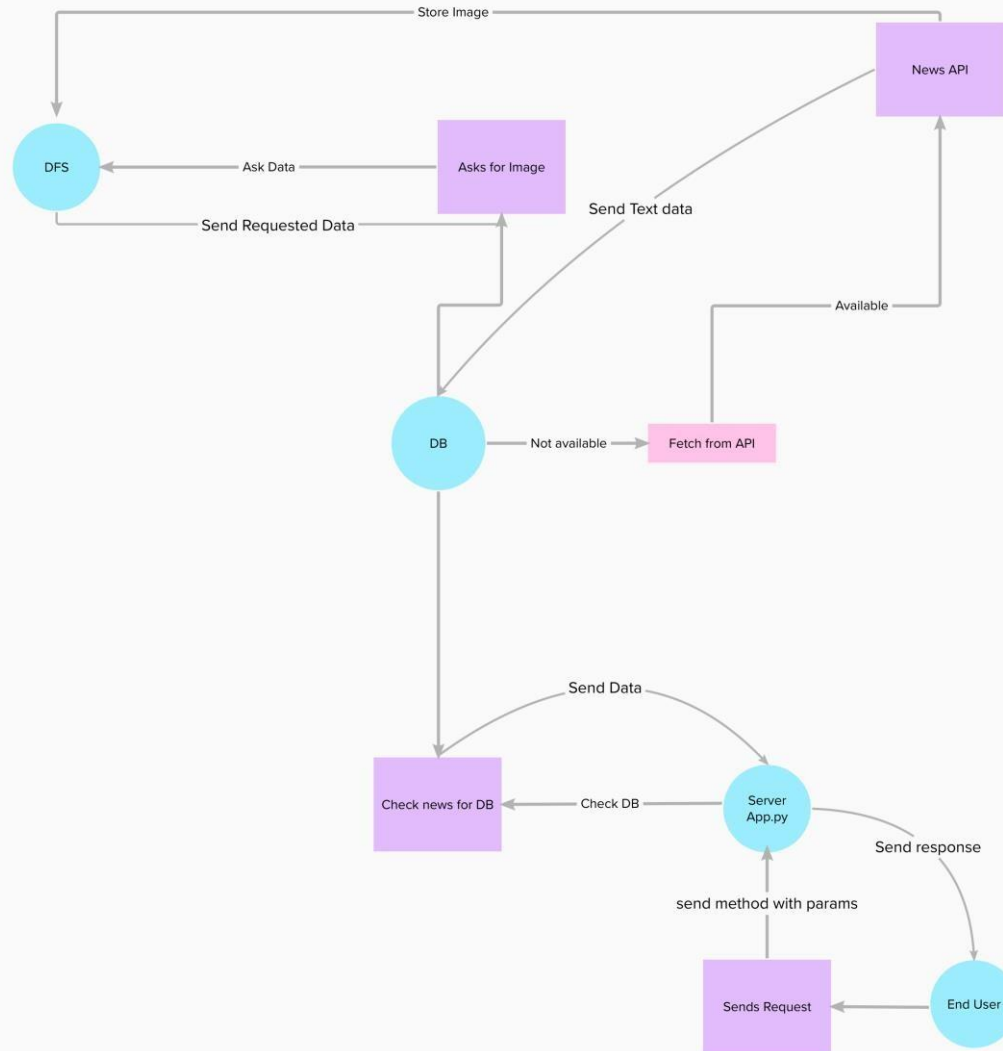 Store Image
News API
DFS
Ask Data
Asks for Image
Send Text data
Send Requested Data
Available
DB
Not available
Fetch from API
Send Data
Check news for DB
Check DB
Server
App.py
Send response
send method with params
Sends Request
End User